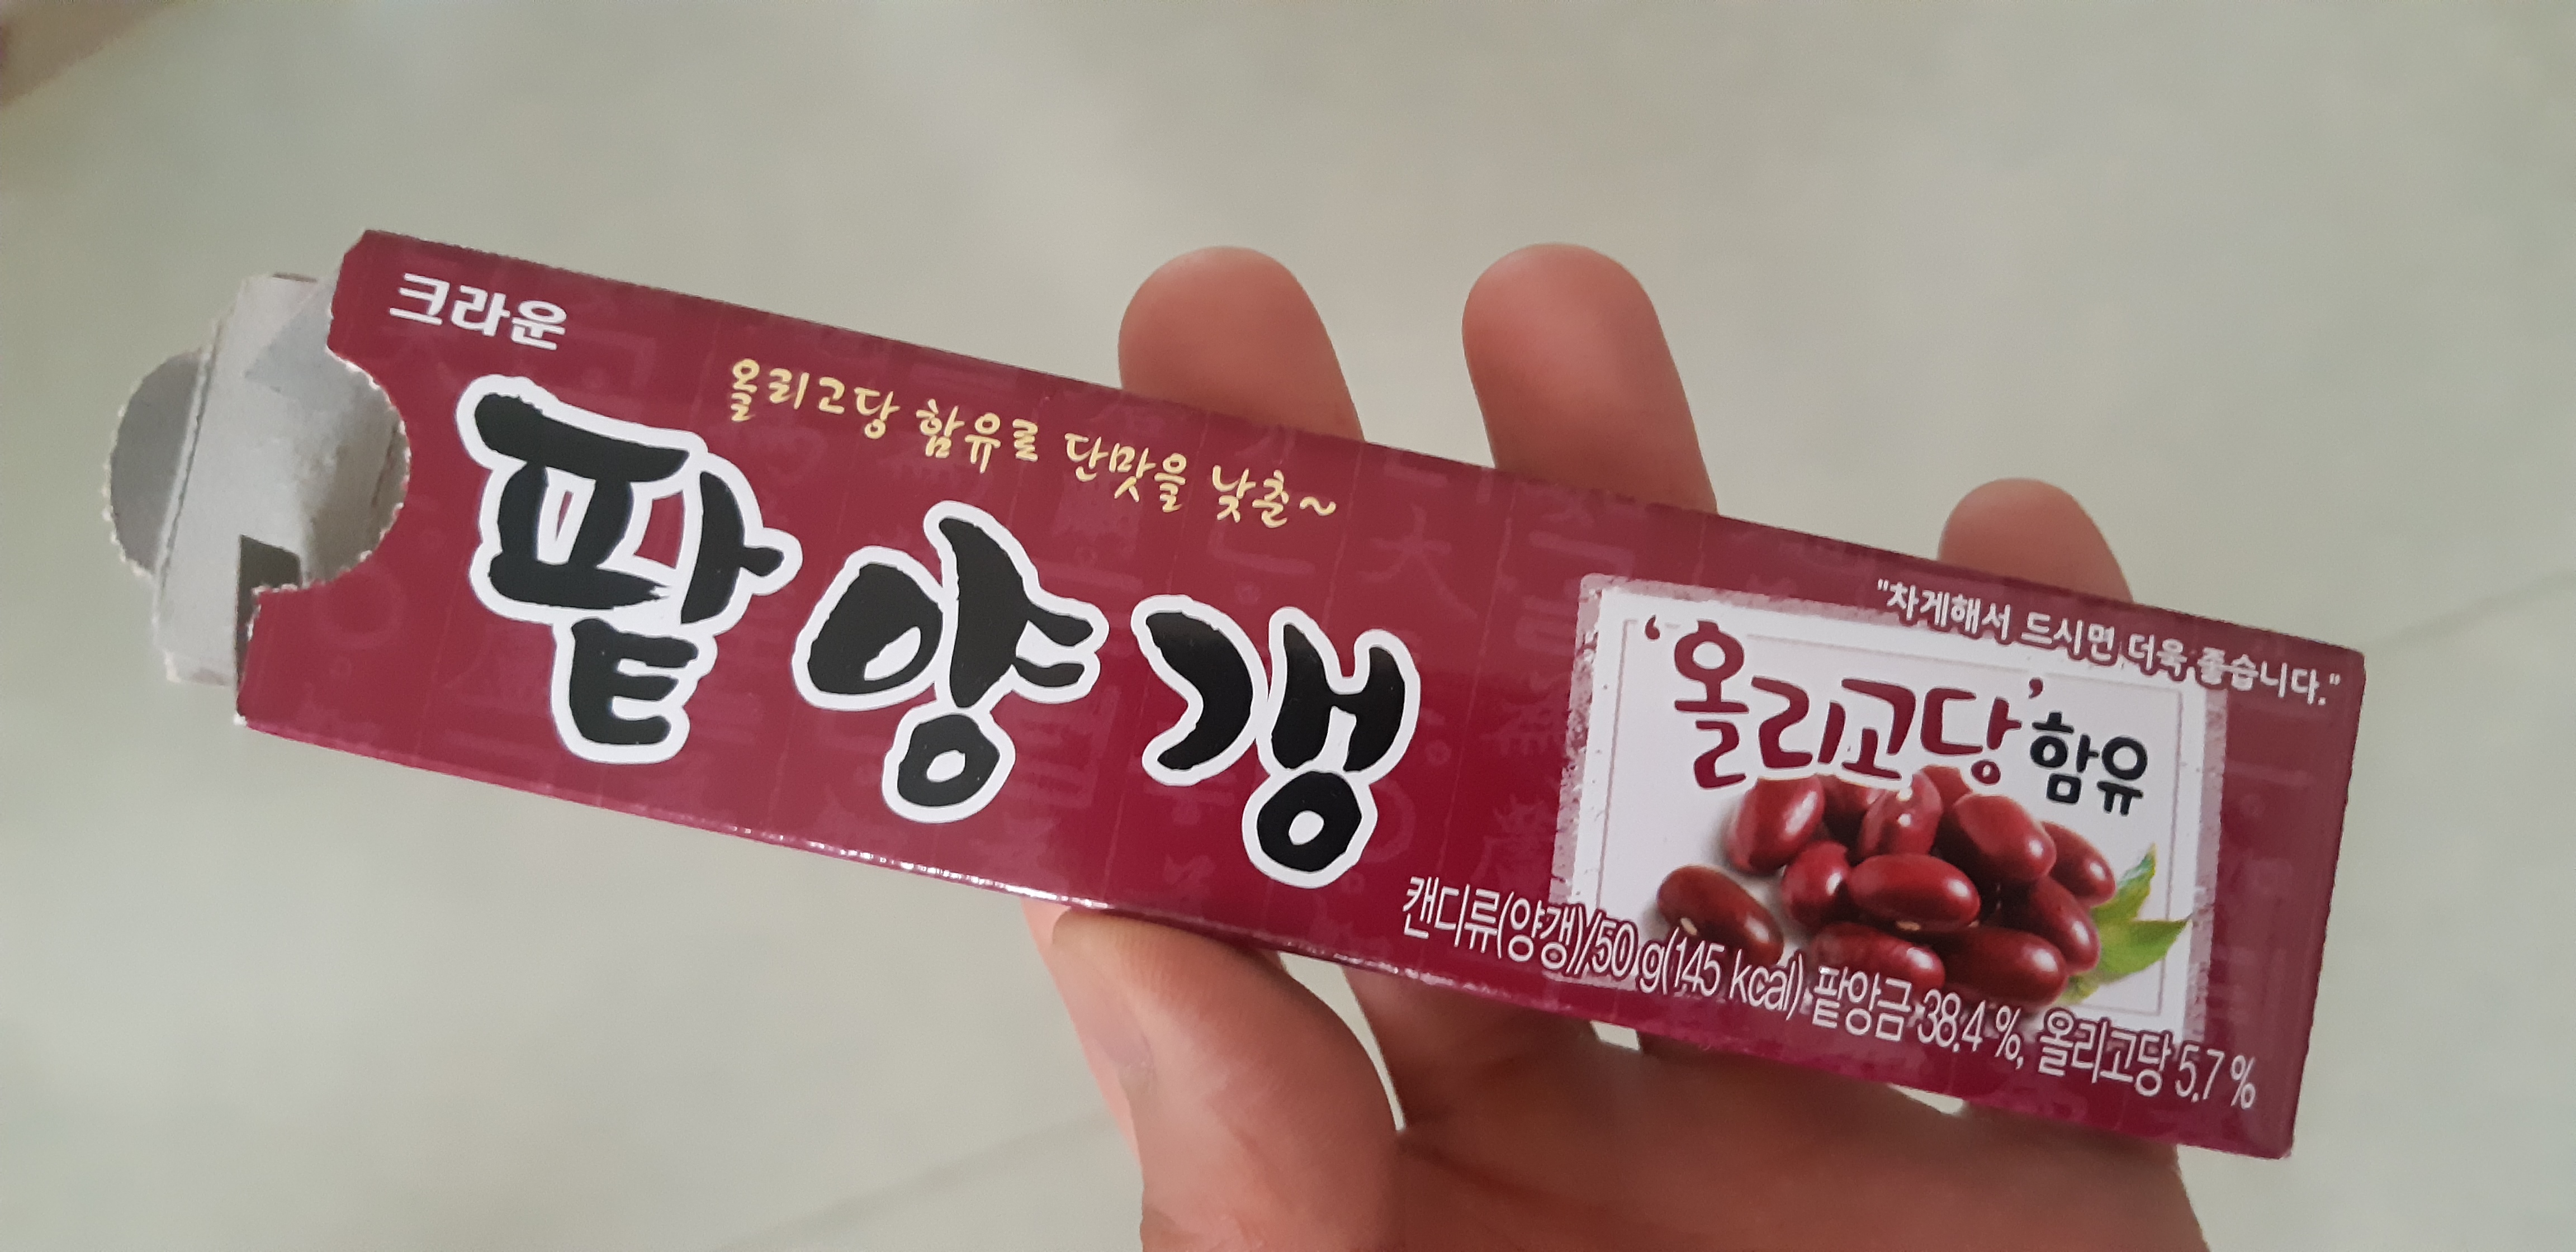 크라운
올리고당 함유로 단맛을 낮춤~
팥양갱
"차게해서 드시면 더욱 좋습니다."
'올리고당'함유
캔디류(양갱)/50 g(145 kcal) 팥앙금 38.4 %, 올리고당 5.7 %